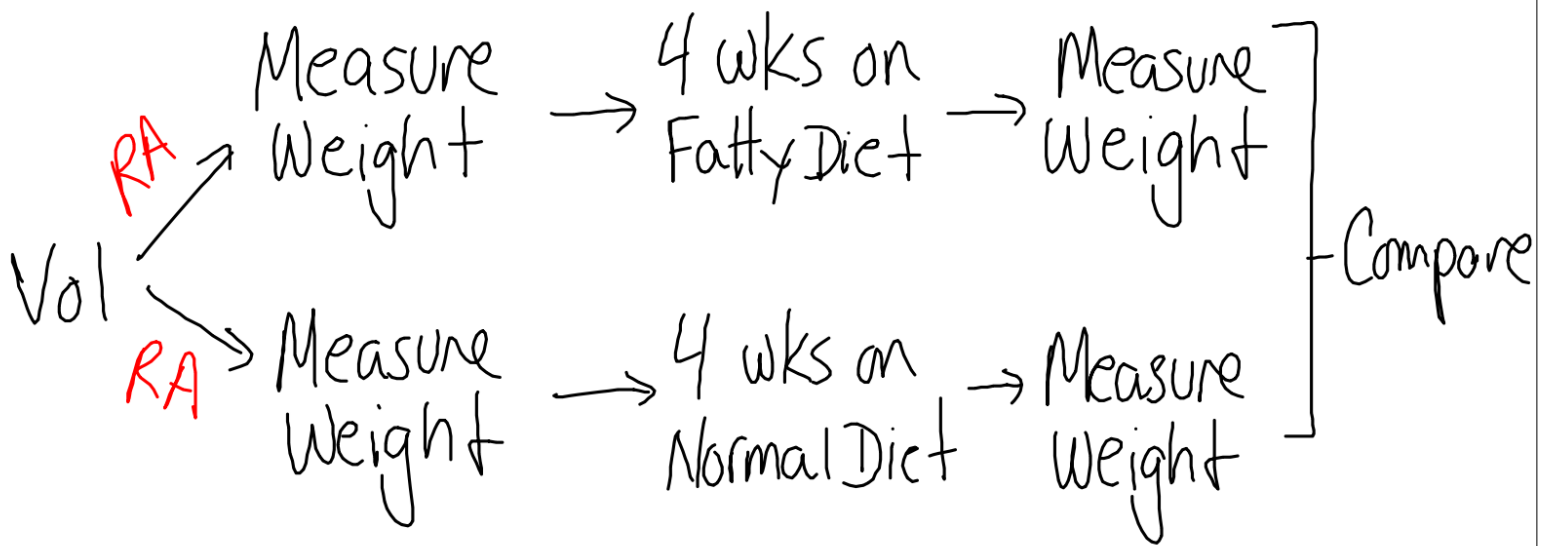 RA
Measure
Weight
4 wks on
Fatty Diet
Measure
Weight
Vol
Compare
RA
Measure
Weight
4 wks on
Normal Diet
Measure
Weight